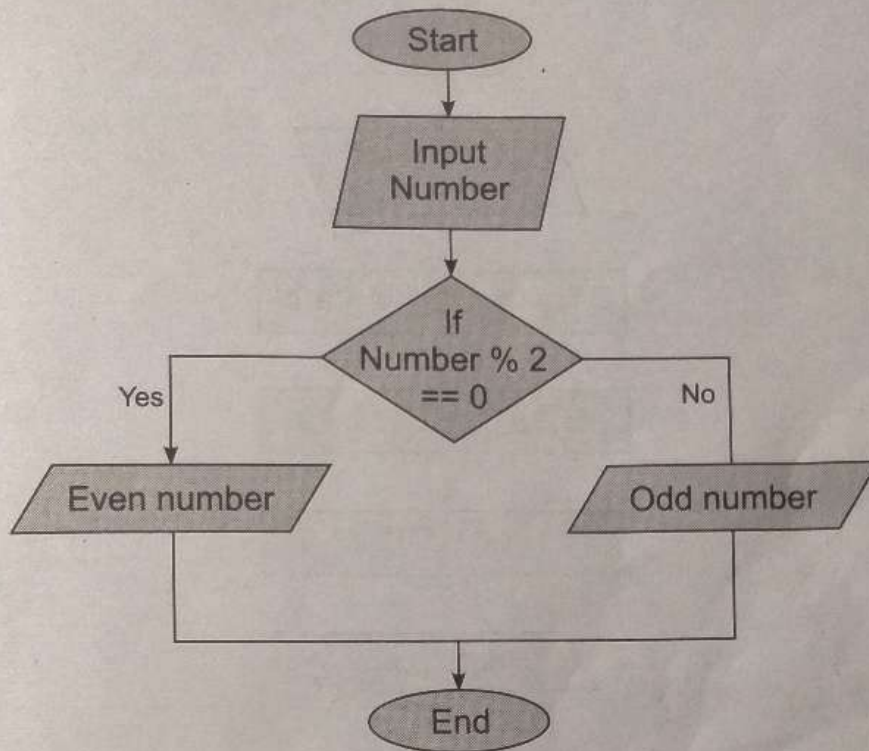 Start
Input
Number
If
Number % 2
== 0
Yes
No
Even number
Odd number
End